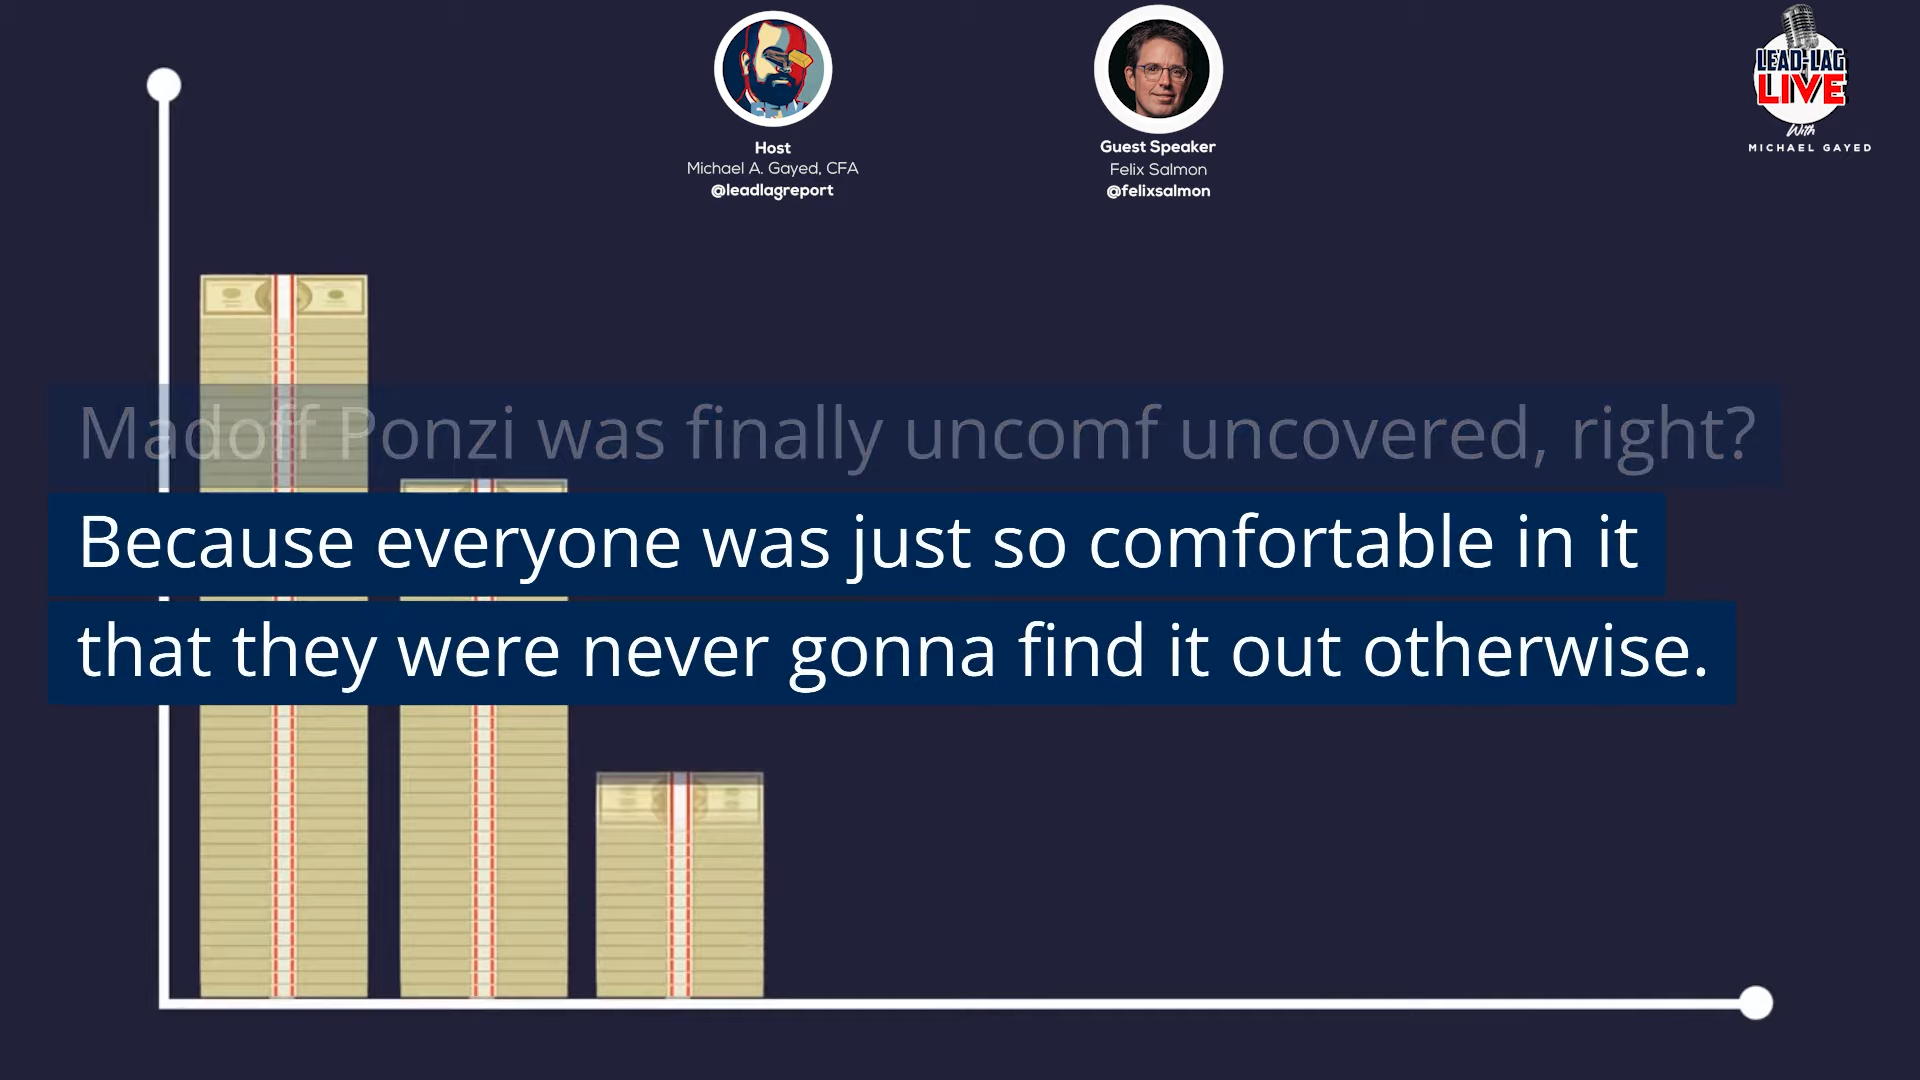 Host
Michael A. Gayed, CFA
@leadlagreport
Guest Speaker
Felix Salmon
@felixsalmon
LEAD-LAG
LIVE
With
MICHAEL GAYED
Madoff Ponzi was finally uncomf uncovered, right?
Because everyone was just so comfortable in it
that they were never gonna find it out otherwise.